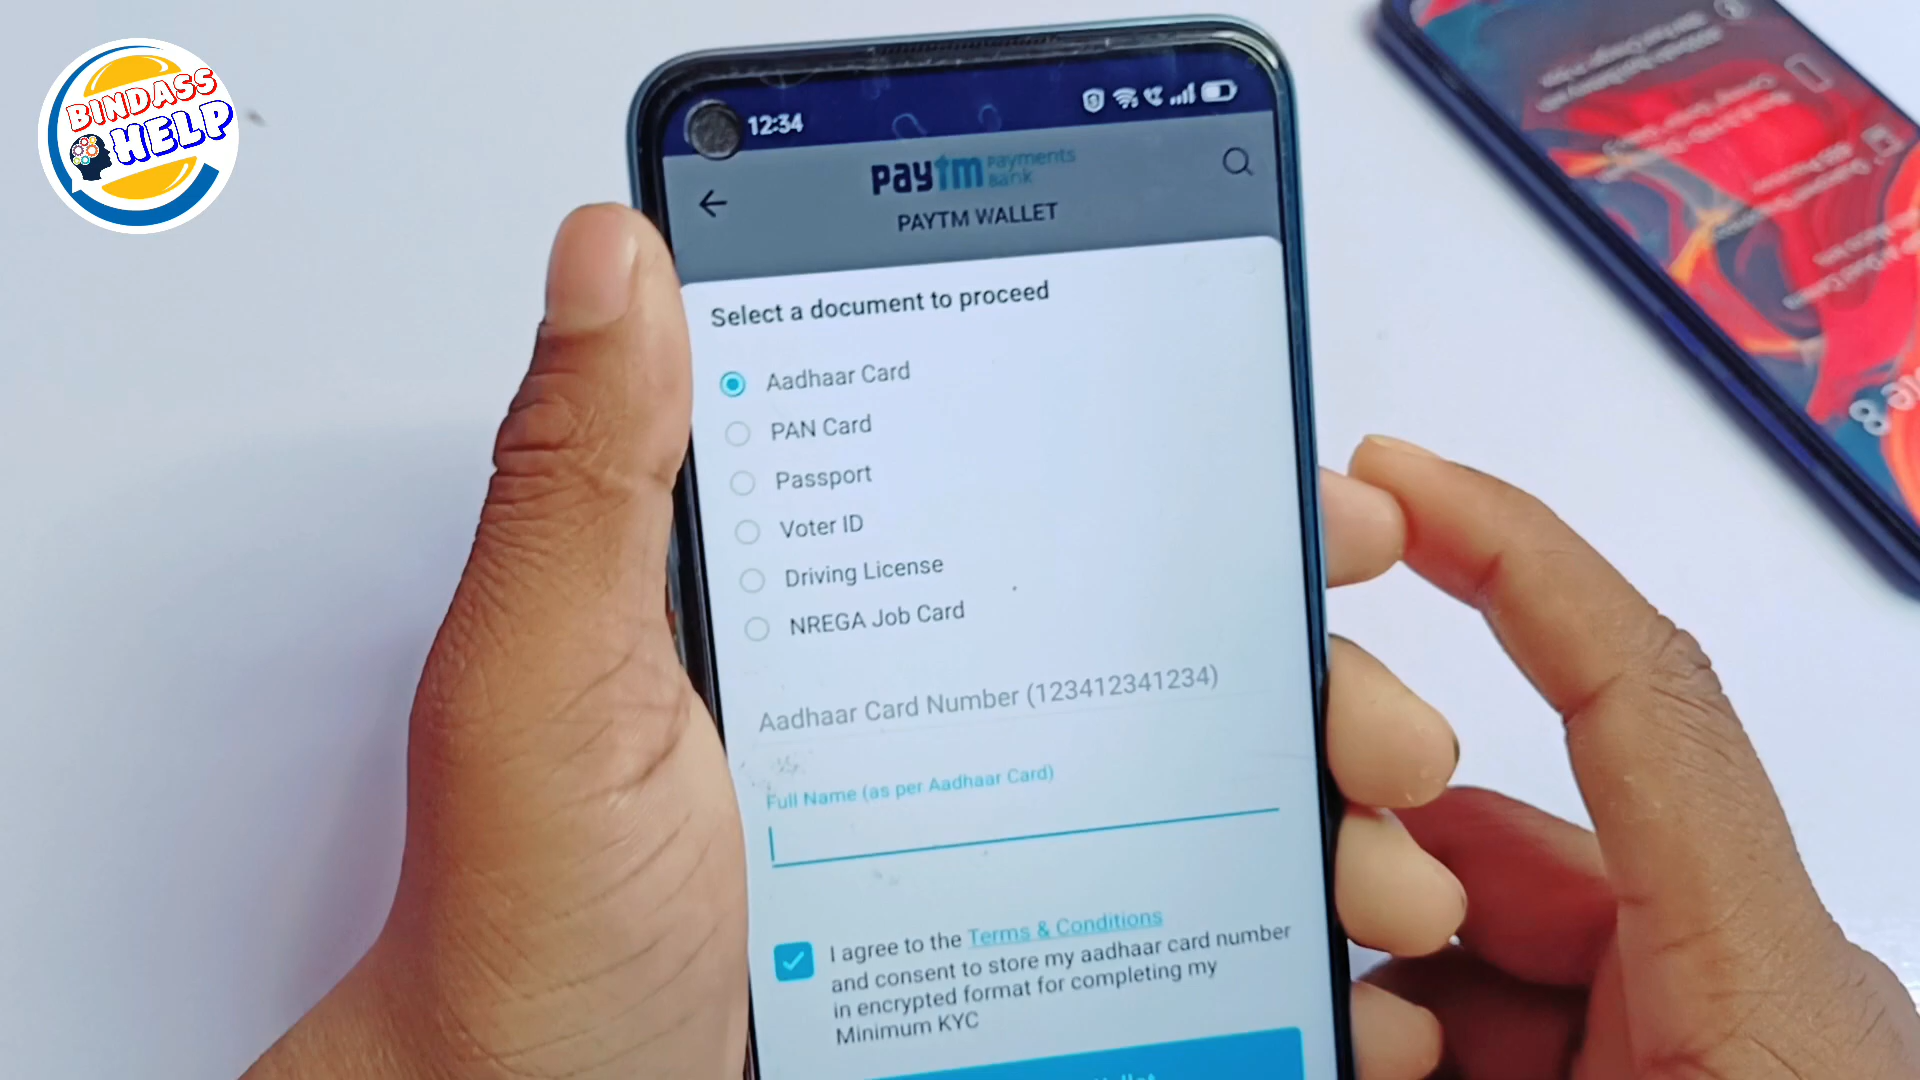 BINDASS
HELP
12:34
paytm Payments Bank
PAYTM WALLET
Select a document to proceed
Aadhaar Card
PAN Card
Passport
Voter ID
Driving License
NREGA Job Card
Aadhaar Card Number (123412341234)
Full Name (as per Aadhaar Card)
I agree to the Terms & Conditions
and consent to store my aadhaar card number
in encrypted format for completing my
Minimum KYC